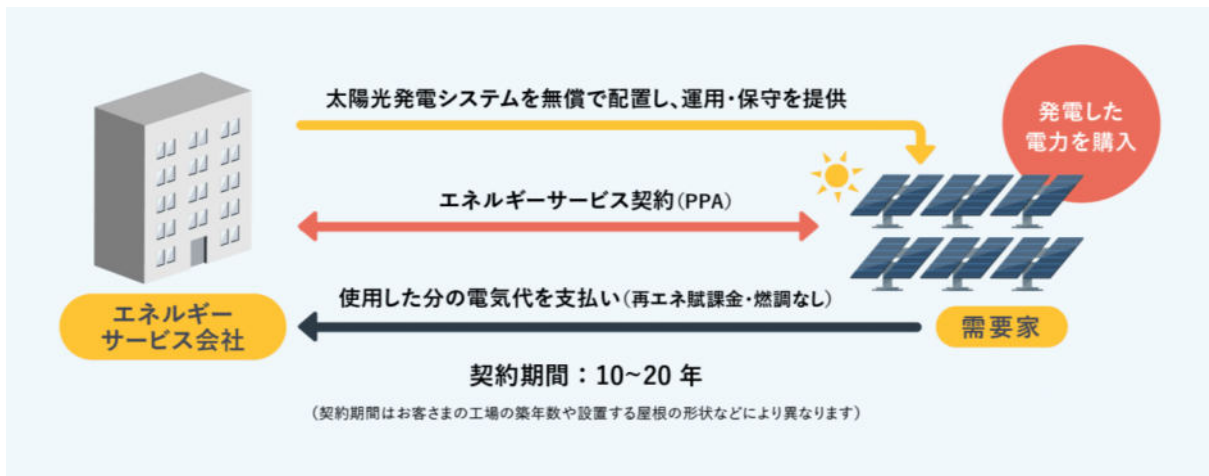 太陽光発電システムを無償で配置し、運用・保守を提供
発電した
電力を購入
エネルギーサービス契約(PPA)
使用した分の電気代を支払い(再エネ賦課金・燃調なし)
エネルギー
サービス会社
需要家
契約期間：10~20 年
(契約期間はお客さまの工場の築年数や設置する屋根の形状などにより異なります)